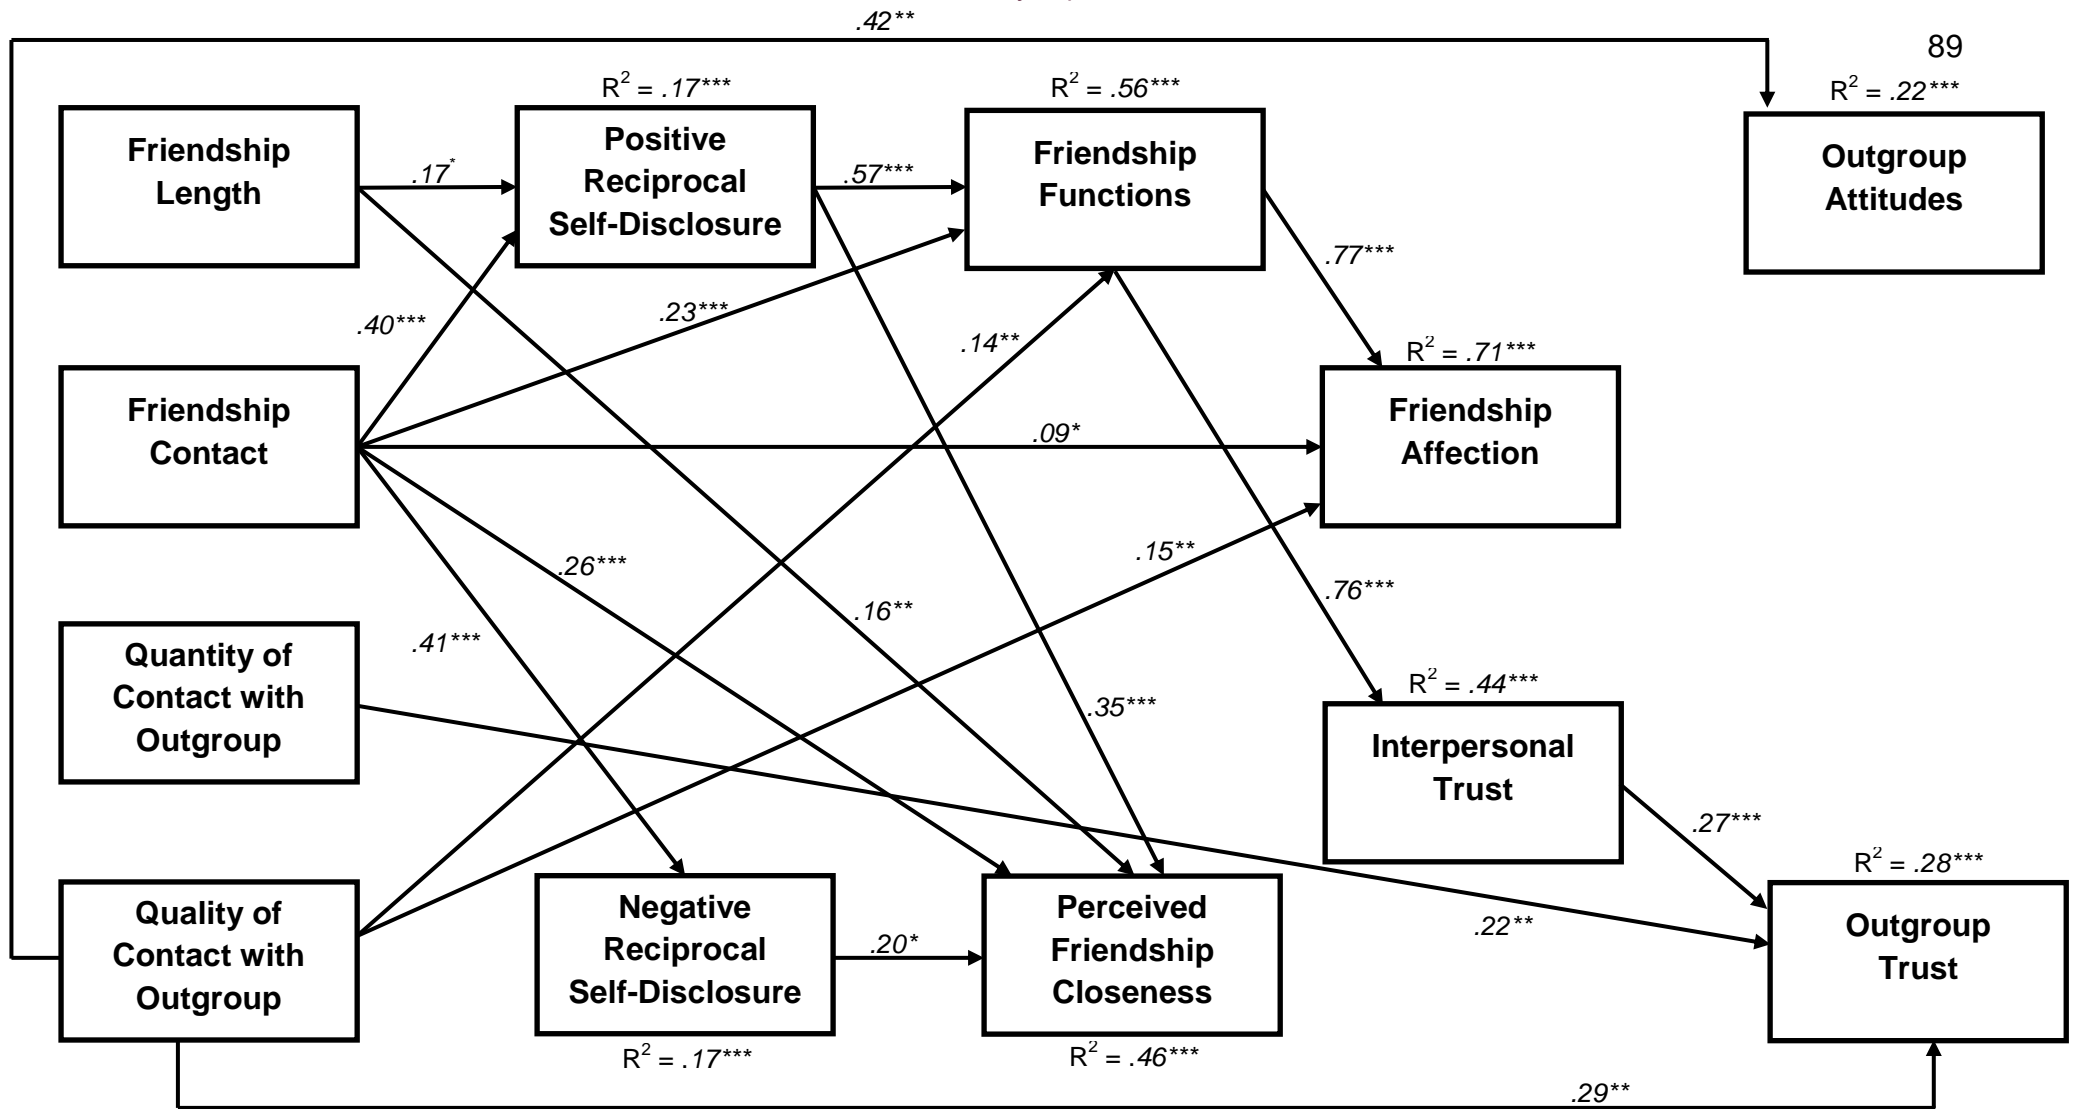 .42**
89
R² = .17***
R² = .56***
R² = .22***
Friendship
Length
Positive
Reciprocal
Self-Disclosure
Friendship
Functions
Outgroup
Attitudes
.17*
.57***
.77***
.40***
.23***
.14**
R² = .71***
Friendship
Contact
Friendship
Affection
.09*
.26***
.15**
.76***
.16**
.41***
Quantity of
Contact with
Outgroup
.35***
R² = .44***
Interpersonal
Trust
.27***
R² = .28***
Quality of
Contact with
Outgroup
Negative
Reciprocal
Self-Disclosure
.20*
Perceived
Friendship
Closeness
.22**
Outgroup
Trust
R² = .17***
R² = .46***
.29**